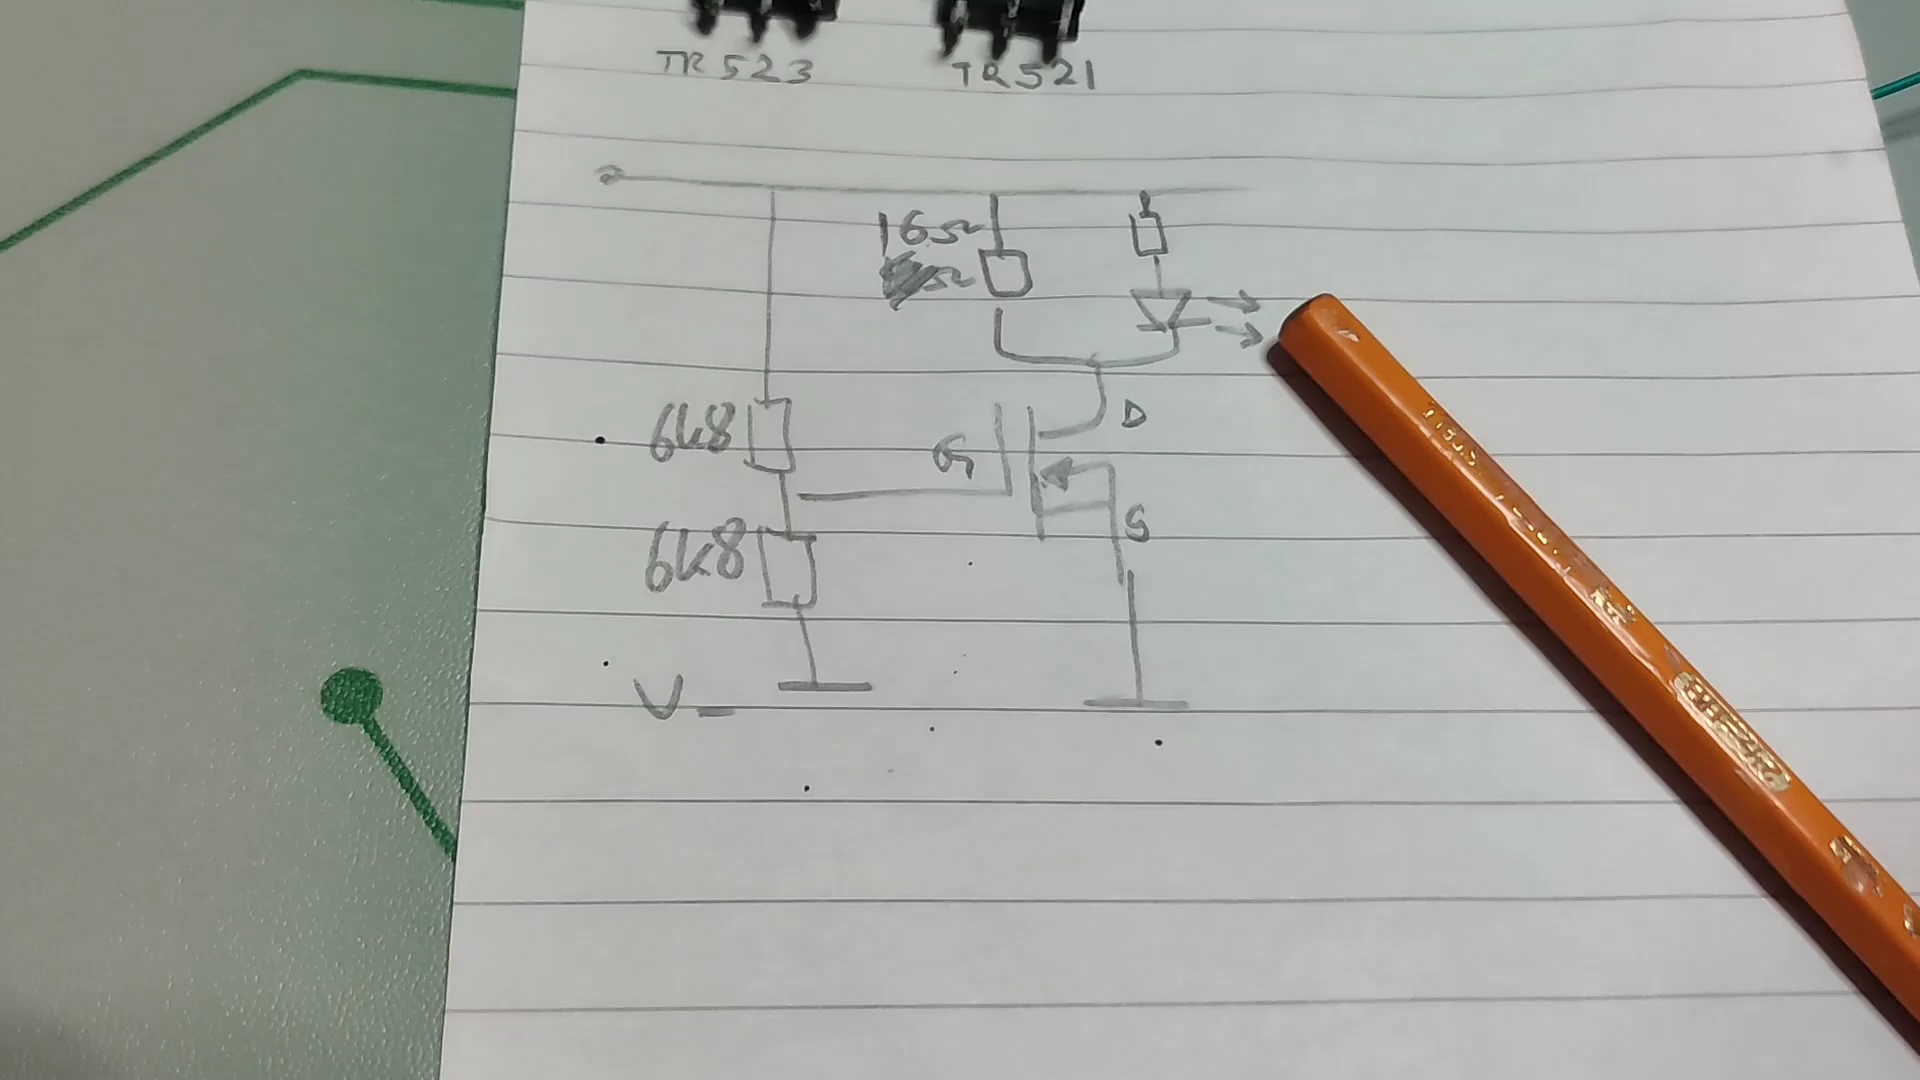 TR523 TR521
16Ω
Ω
6k8 G D
6k8 S
V-